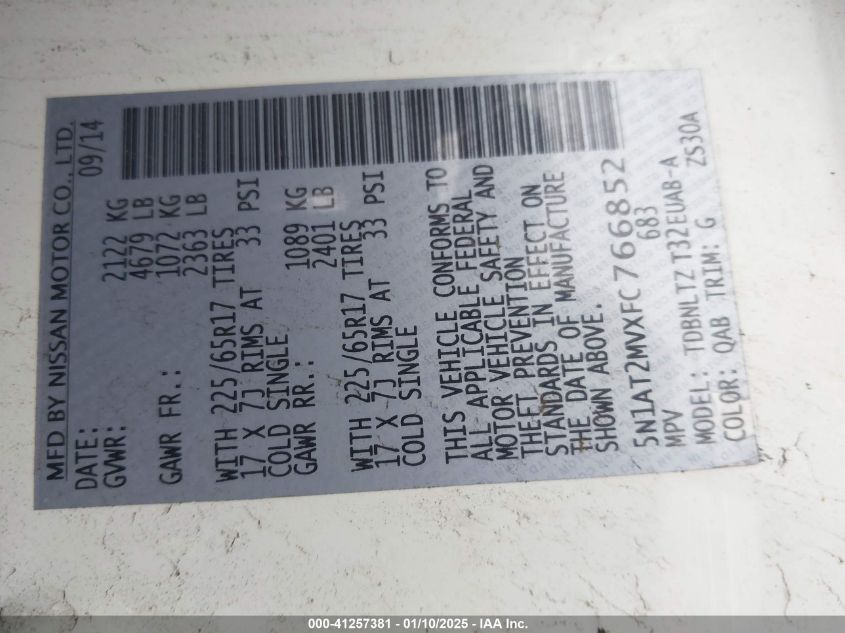 MFD BY NISSAN MOTOR CO., LTD.
DATE: 09/14
GVWR: 2122 KG
4679 LB
GAWR FR.: 1072 KG
2363 LB
WITH 225/65R17 TIRES
17 X 7J RIMS AT 33 PSI
COLD SINGLE
GAWR RR.: 1089 KG
2401 LB
WITH 225/65R17 TIRES
17 X 7J RIMS AT 33 PSI
COLD SINGLE
THIS VEHICLE CONFORMS TO
ALL APPLICABLE FEDERAL
MOTOR VEHICLE SAFETY AND
THEFT PREVENTION
STANDARDS IN EFFECT ON
THE DATE OF MANUFACTURE
SHOWN ABOVE.
5N1AT2MVXFC766852
MPV 683
MODEL: TDBNLTZ T32EUAB-A
COLOR: QAB TRIM: G ZS30A
000-41257381 - 01/10/2025 - IAA Inc.